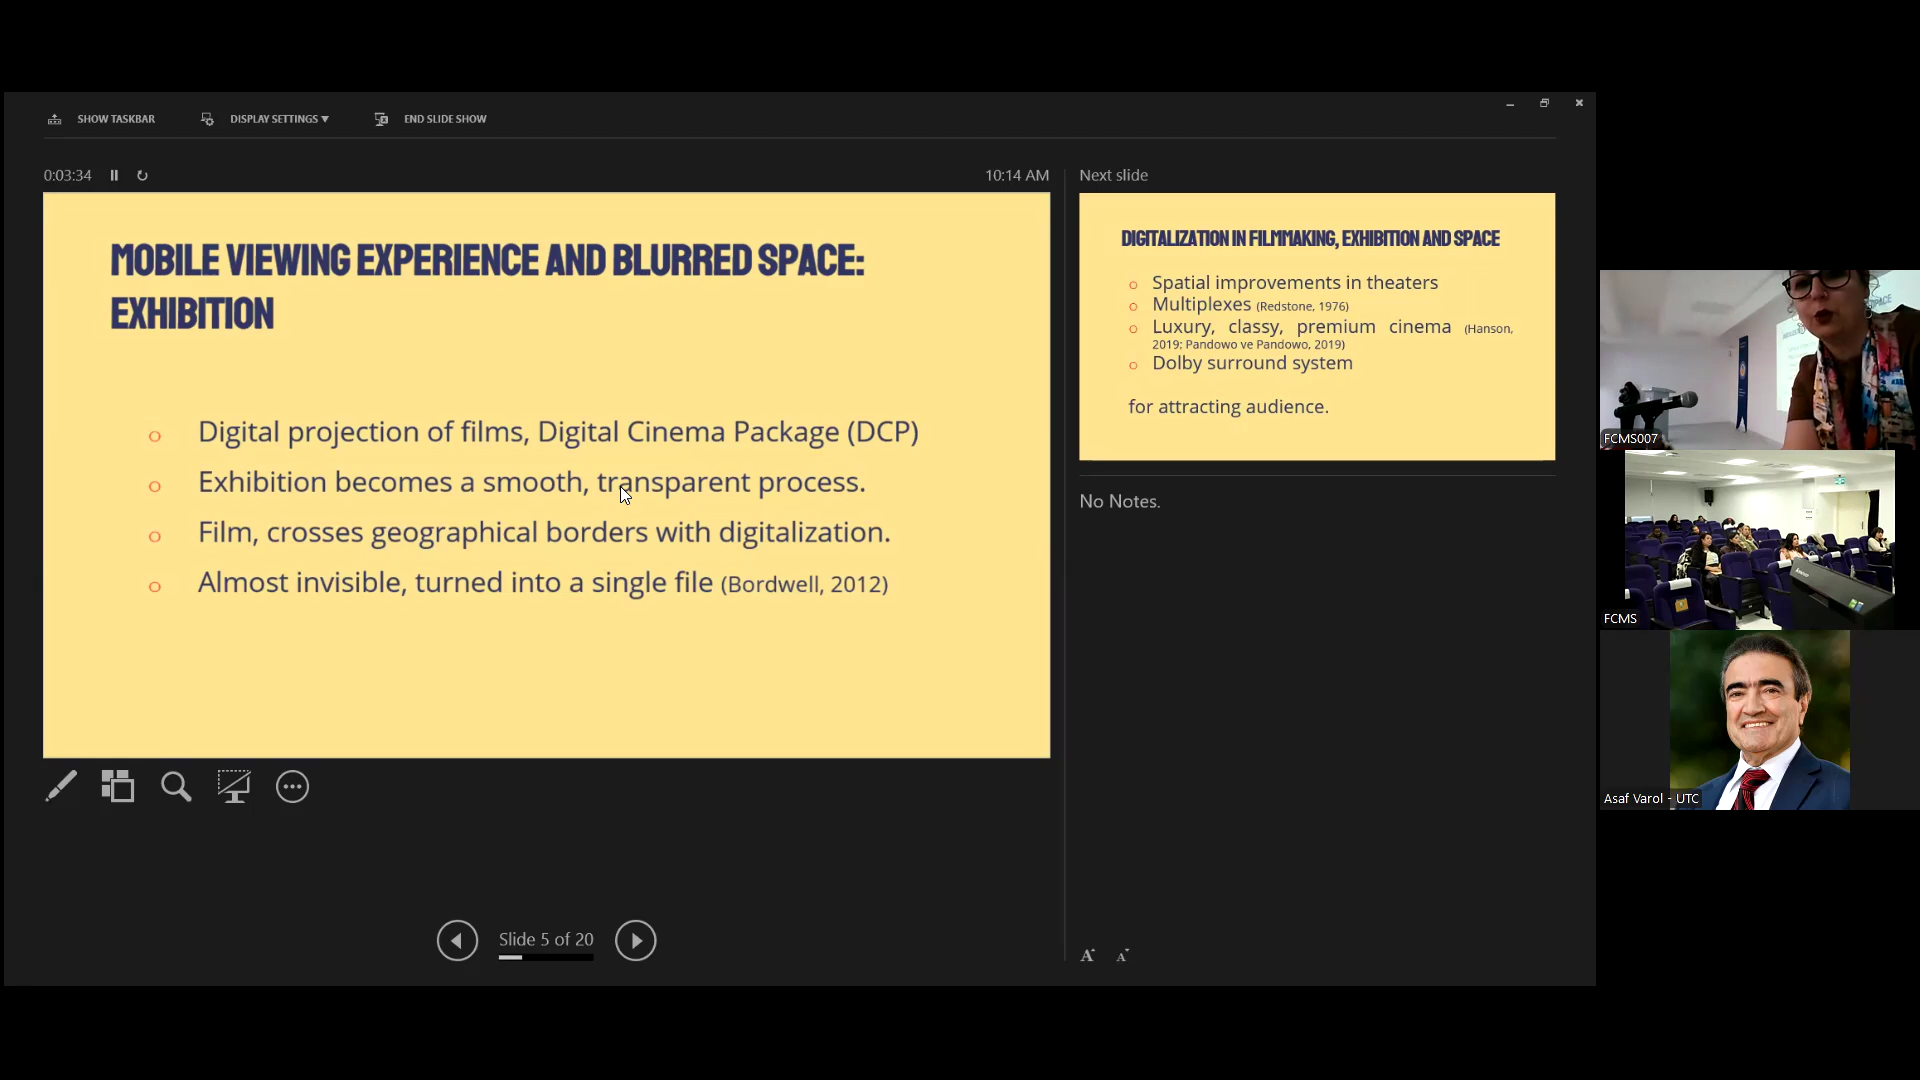 SHOW TASKBAR
DISPLAY SETTINGS
END SLIDE SHOW
0:03:34
10:14 AM
MOBILE VIEWING EXPERIENCE AND BLURRED SPACE:
EXHIBITION
Digital projection of films, Digital Cinema Package (DCP)
Exhibition becomes a smooth, transparent process.
Film, crosses geographical borders with digitalization.
Almost invisible, turned into a single file (Bordwell, 2012)
Slide 5 of 20
Next slide
DIGITALIZATION IN FILMMAKING, EXHIBITION AND SPACE
Spatial improvements in theaters
Multiplexes (Redstone, 1976)
Luxury, classy, premium cinema (Hanson,
2019; Pandowo ve Pandowo, 2019)
Dolby surround system
for attracting audience.
No Notes.
A A
FCMS007
FCMS
Asaf Varol - UTC